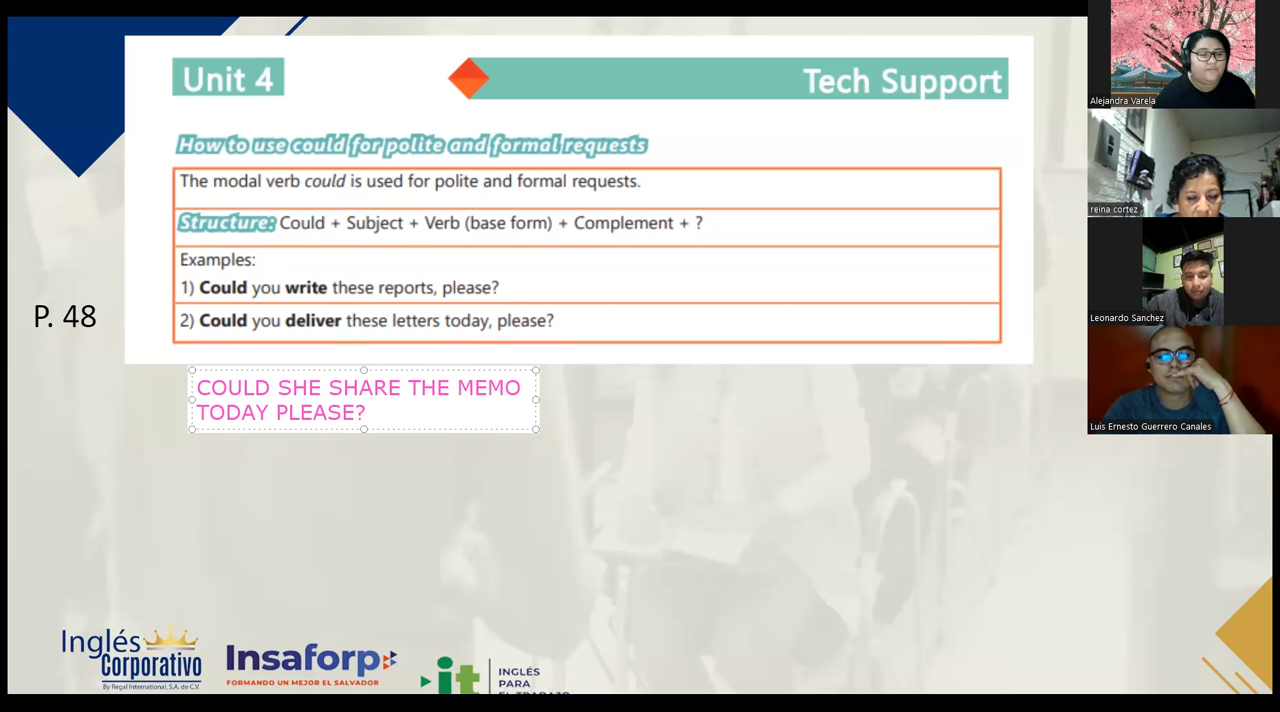 Unit 4
Tech Support
How to use could for polite and formal requests
The modal verb could is used for polite and formal requests.
Structure: Could + Subject + Verb (base form) + Complement + ?
Examples:
1) Could you write these reports, please?
2) Could you deliver these letters today, please?
P. 48
COULD SHE SHARE THE MEMO
TODAY PLEASE?
Alejandra Varela
reina cortez
Leonardo Sanchez
Luis Ernesto Guerrero Canales
Inglés
Corporativo
By Regal International, S.A. de C.V.
Insaforp
FORMANDO UN MEJOR EL SALVADOR
it
INGLÉS
PARA
EL TRABAJO